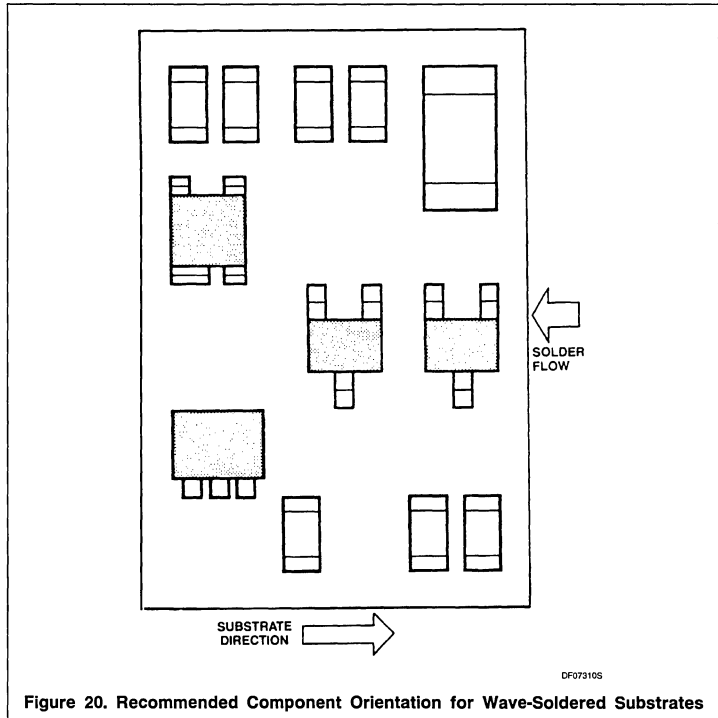 SOLDER
FLOW
SUBSTRATE
DIRECTION
DF07310S
Figure 20. Recommended Component Orientation for Wave-Soldered Substrates